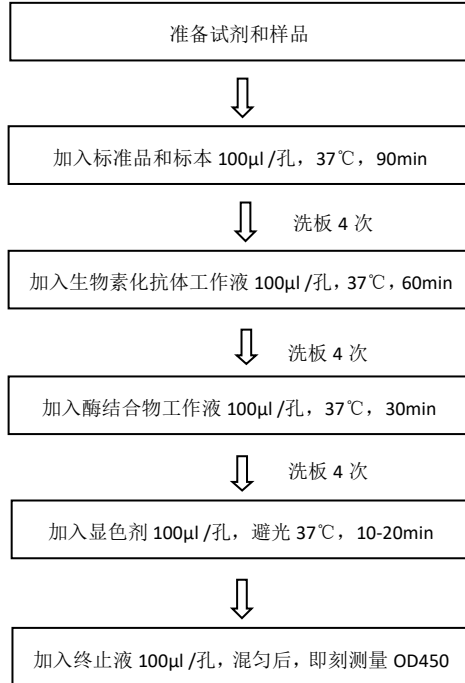 准备试剂和样品
加入标准品和标本 100μl /孔，37℃，90min
洗板 4 次
加入生物素化抗体工作液 100μl /孔，37℃，60min
洗板 4 次
加入酶结合物工作液 100μl /孔，37℃，30min
洗板 4 次
加入显色剂 100μl /孔，避光 37℃，10-20min
加入终止液 100μl /孔，混匀后，即刻测量 OD450